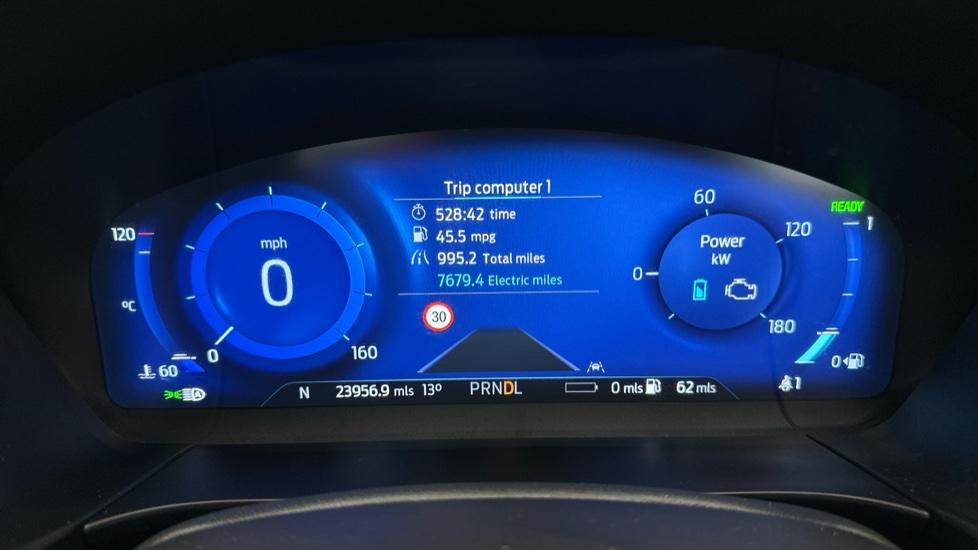 Trip computer 1
528:42 time
45.5 mpg
995.2 Total miles
7679.4 Electric miles
120
°C
60
mph
0
0
160
30
60
0
120
180
Power
kW
READY
1
0
1
N 23956.9 mls 13° PRNDL 0 mls 62 mls
A